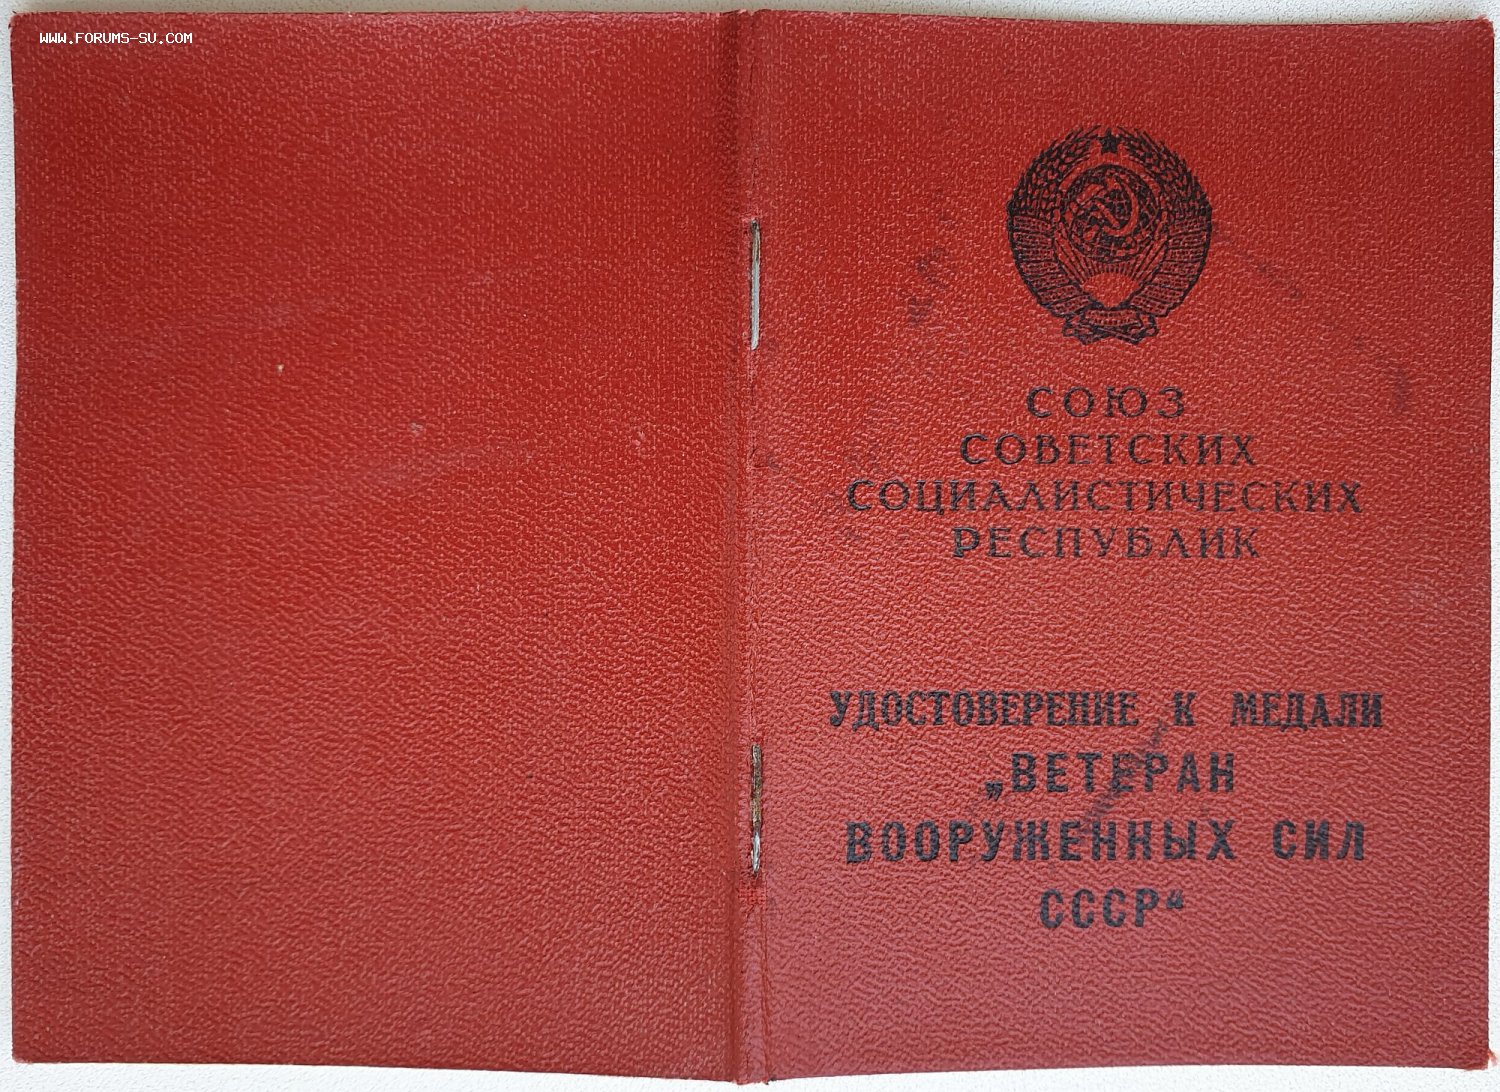 WWW.FORUMS-SU.COM
СОЮЗ
СОВЕТСКИХ
СОЦИАЛИСТИЧЕСКИХ
РЕСПУБЛИК
УДОСТОВЕРЕНИЕ К МЕДАЛИ
„ВЕТЕРАН
ВООРУЖЕННЫХ СИЛ
СССР“